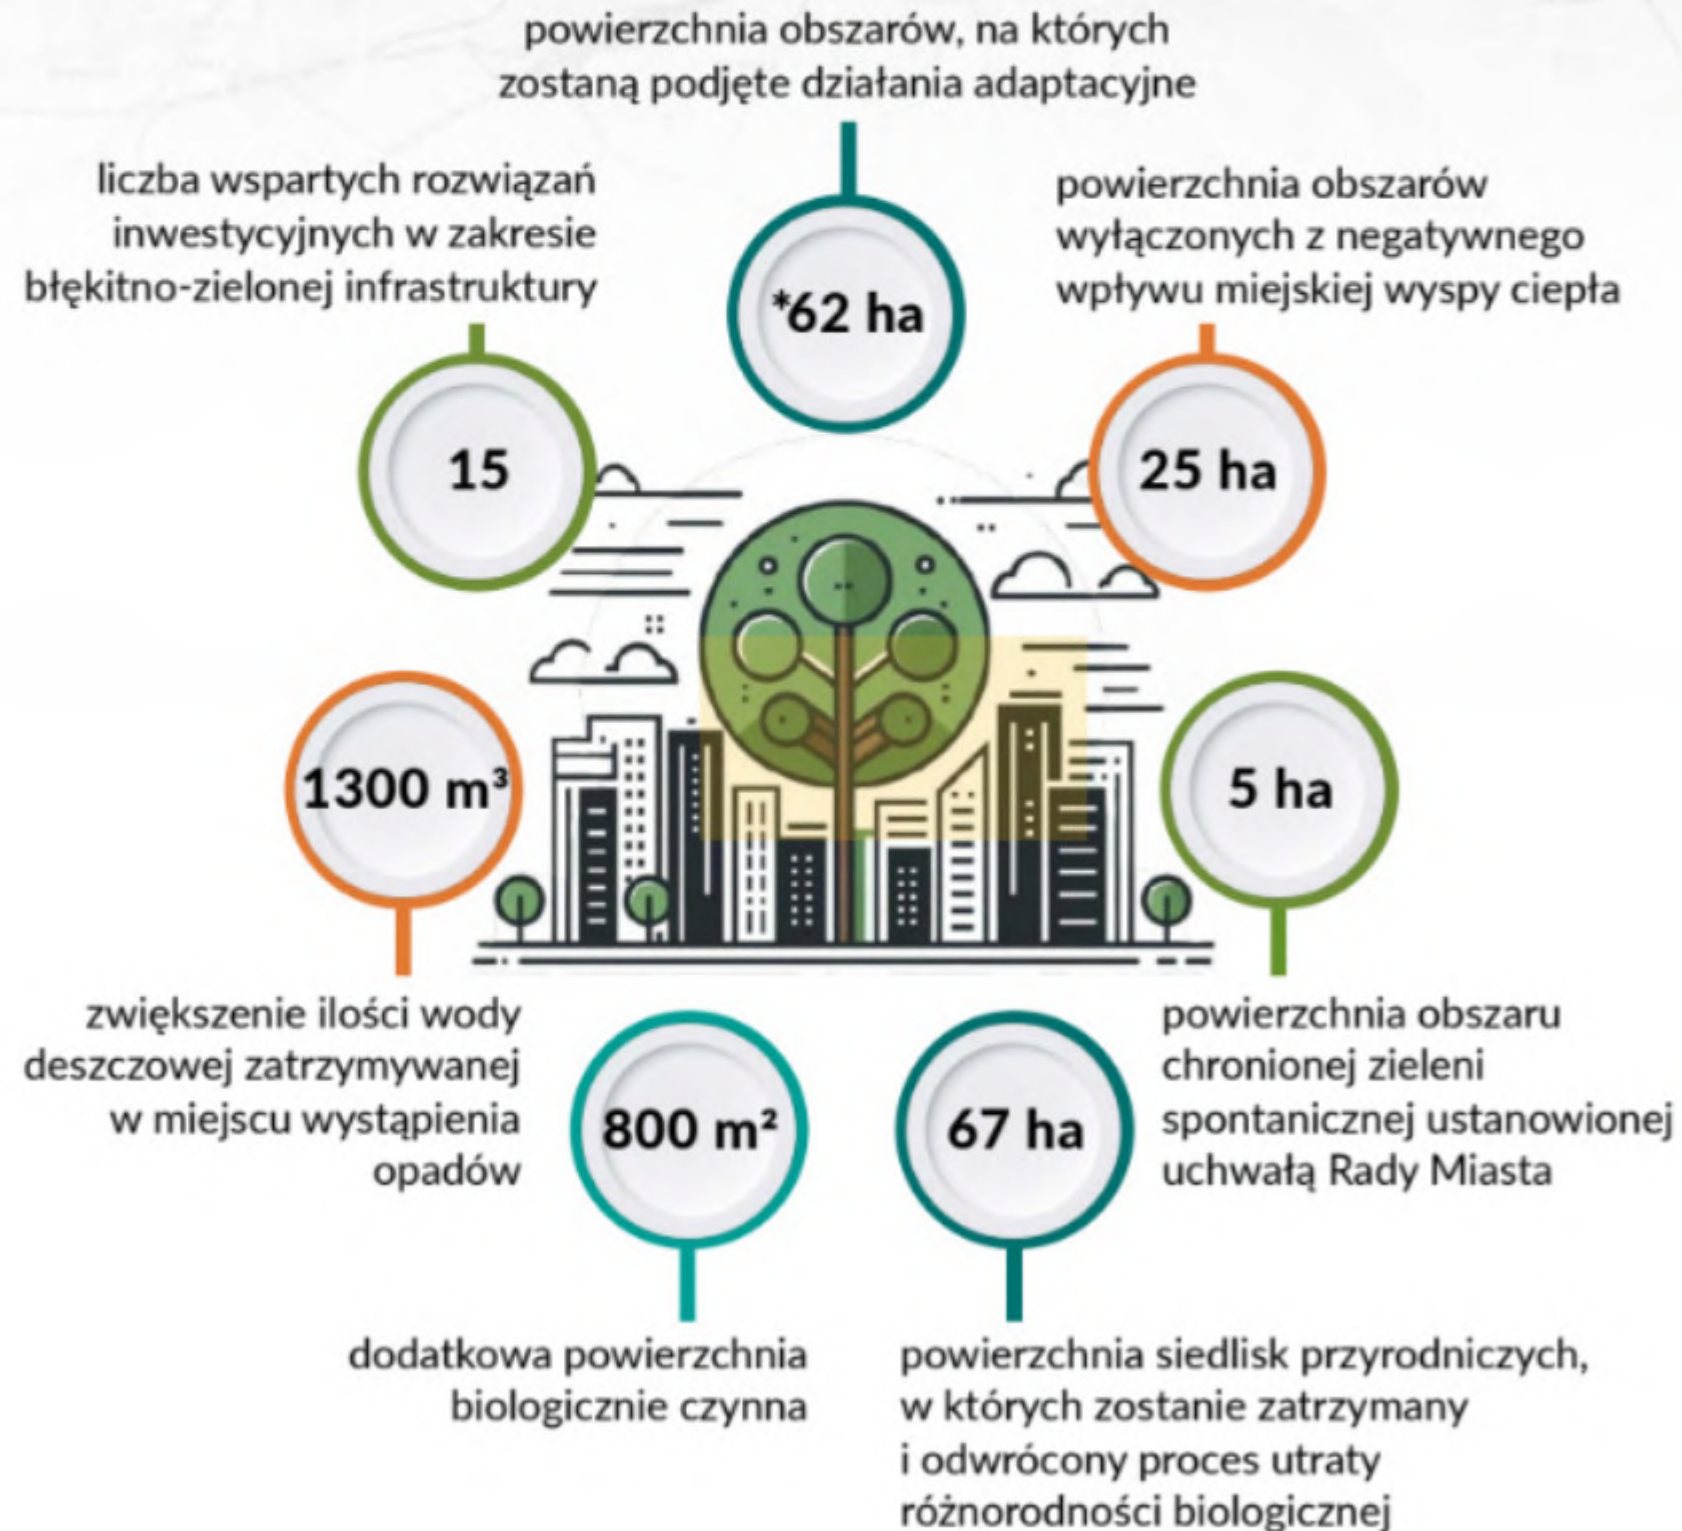 powierzchnia obszarów, na których
zostaną podjęte działania adaptacyjne
*62 ha
liczba wspartych rozwiązań
inwestycyjnych w zakresie
błękitno-zielonej infrastruktury
15
powierzchnia obszarów
wyłączonych z negatywnego
wpływu miejskiej wyspy ciepła
25 ha
1300 m³
zwiększenie ilości wody
deszczowej zatrzymywanej
w miejscu wystąpienia
opadów
5 ha
powierzchnia obszaru
chronionej zieleni
spontanicznej ustanowionej
uchwałą Rady Miasta
800 m²
dodatkowa powierzchnia
biologicznie czynna
67 ha
powierzchnia siedlisk przyrodniczych,
w których zostanie zatrzymany
i odwrócony proces utraty
różnorodności biologicznej